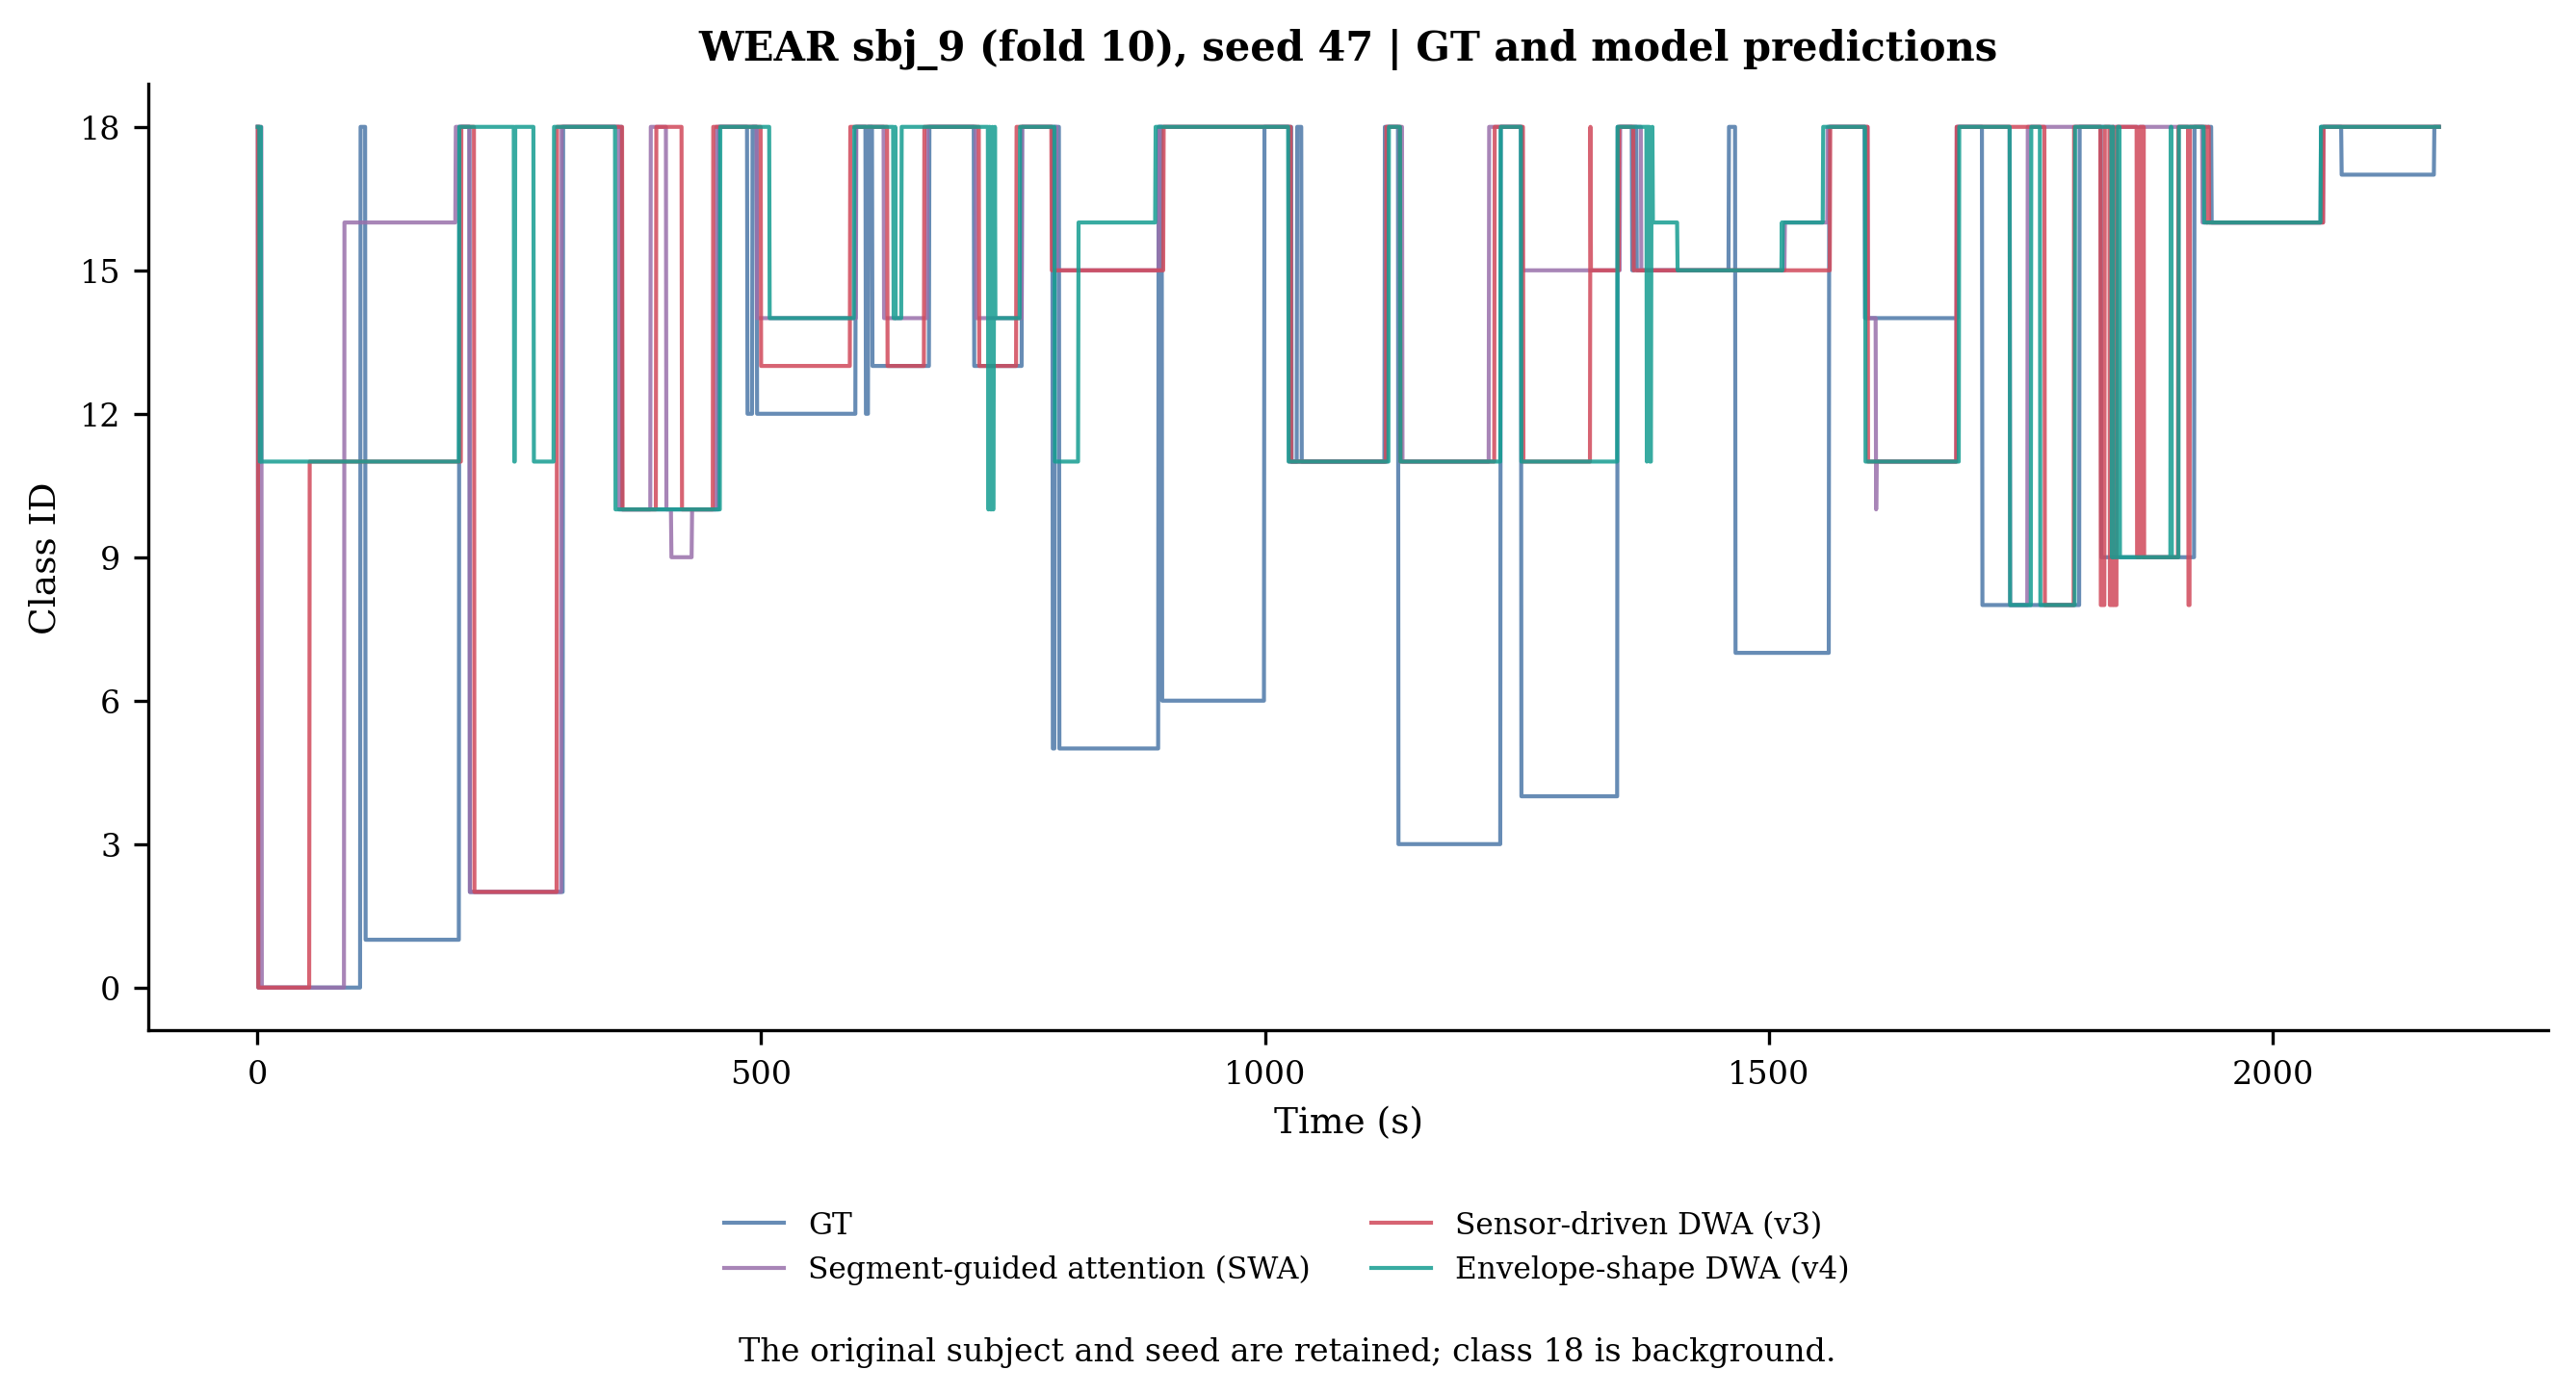 WEAR sbj_9 (fold 10), seed 47 | GT and model predictions
Class ID
18
15
12
9
6
3
0
0 500 1000 1500 2000
Time (s)
GT
Segment-guided attention (SWA)
Sensor-driven DWA (v3)
Envelope-shape DWA (v4)
The original subject and seed are retained; class 18 is background.